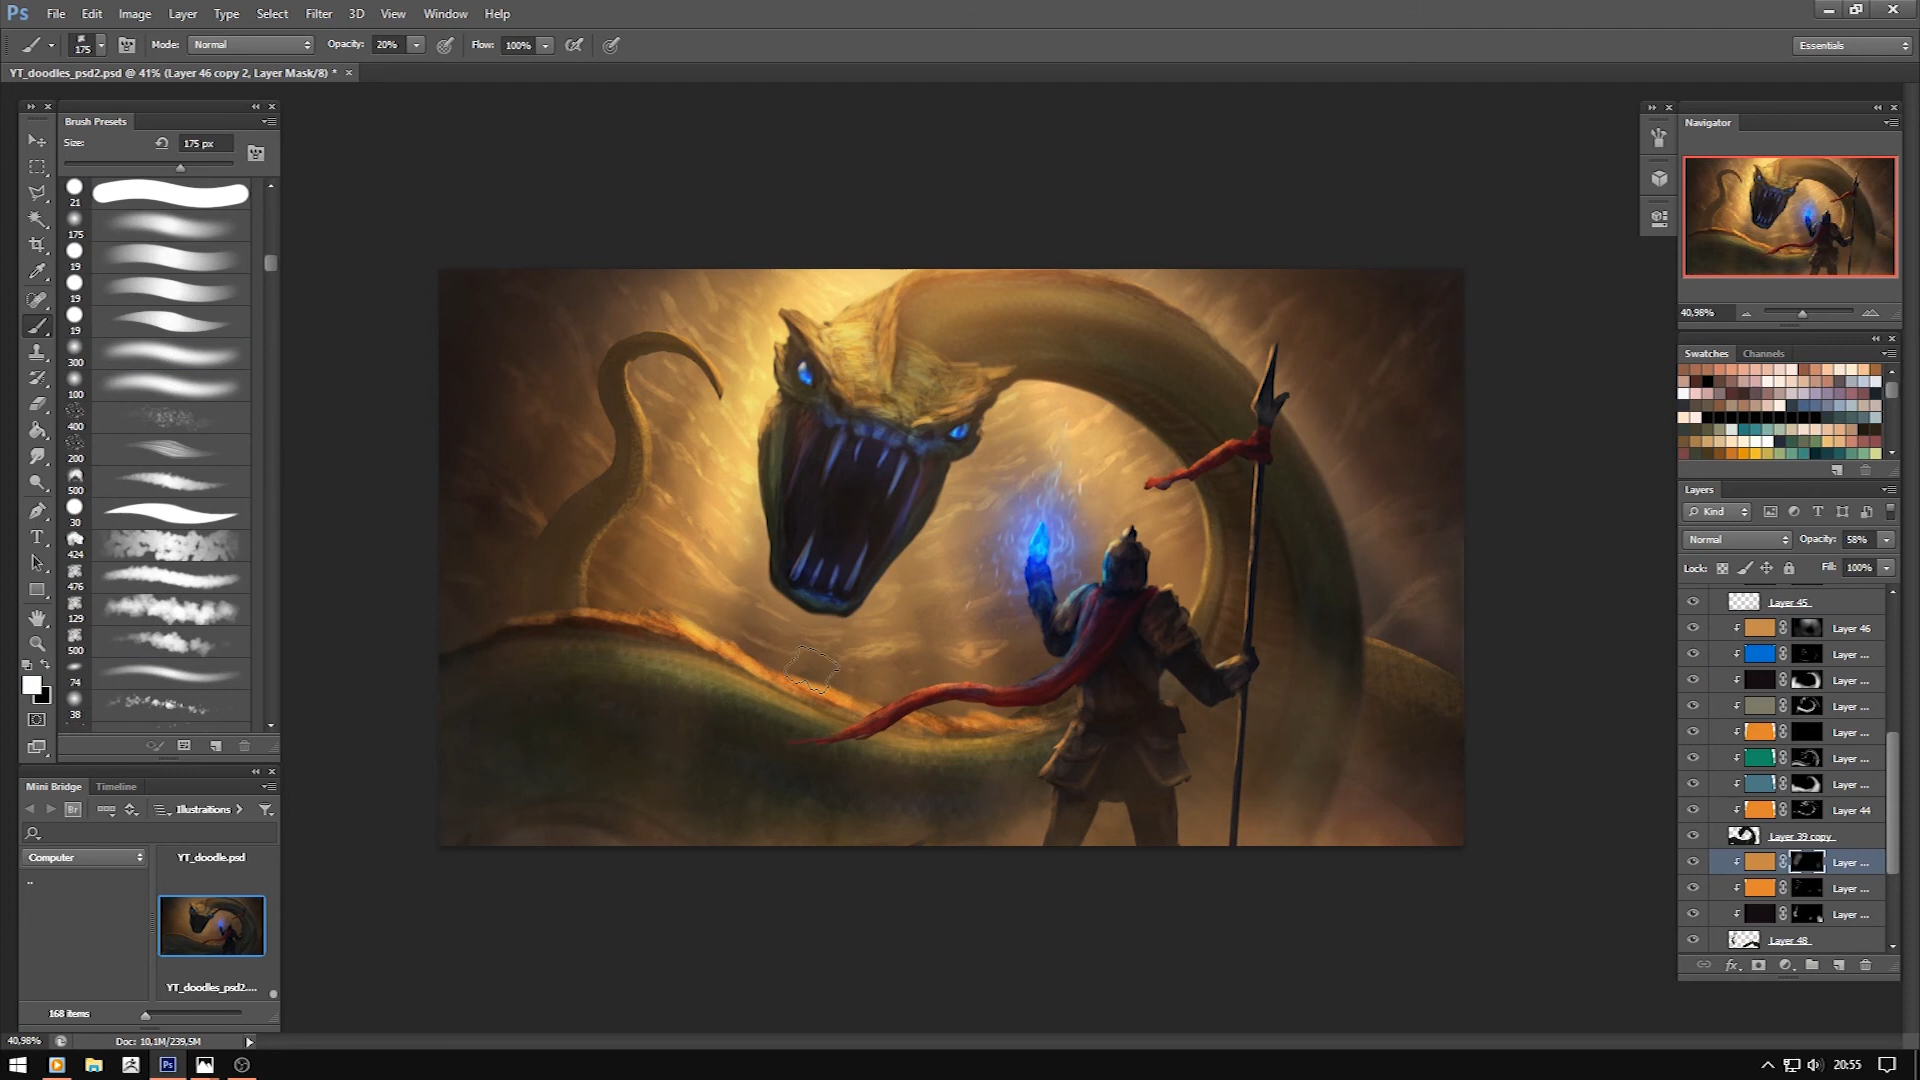 Ps File Edit Image Layer Type Select Filter 3D View Window Help
175 Mode: Normal Opacity: 20% Flow: 100% Essentials
YT_doodles_psd2.psd @ 41% (Layer 46 copy 2, Layer Mask/8) *
Brush Presets
Size: 175 px
21
175
19
19
19
300
100
400
200
500
30
424
476
129
500
74
38
Mini Bridge Timeline
Br Illustraitions
Computer
..
YT_doodle.psd
YT_doodles_psd2....
168 items
Navigator
40,98%
Swatches Channels
Layers
Kind
Normal Opacity: 58%
Lock: Fill: 100%
Layer 45
Layer 46
Layer ...
Layer ...
Layer ...
Layer ...
Layer ...
Layer ...
Layer 44
Layer 39 copy
Layer ...
Layer ...
Layer ...
Layer 48
fx
40,98% Doc: 10,1M/239,5M
Ps 20:55